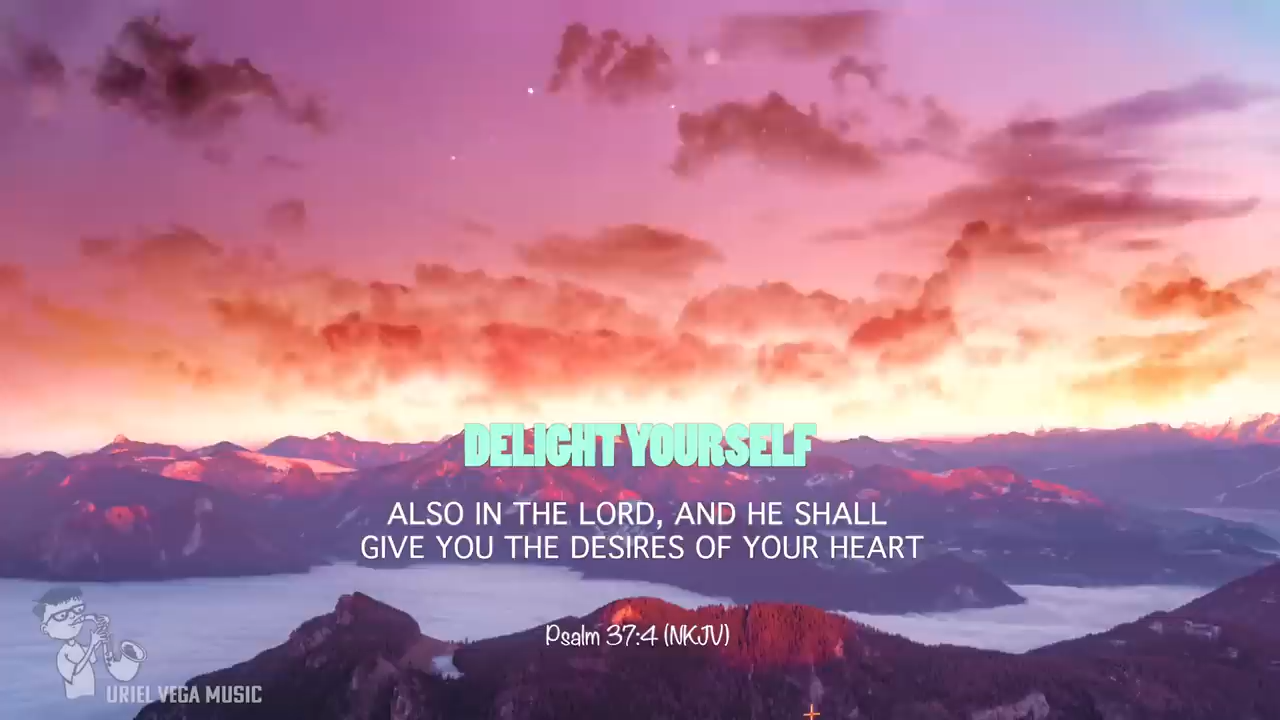 DELIGHT YOURSELF
ALSO IN THE LORD, AND HE SHALL
GIVE YOU THE DESIRES OF YOUR HEART
Psalm 37:4 (NKJV)
URIEL VEGA MUSIC